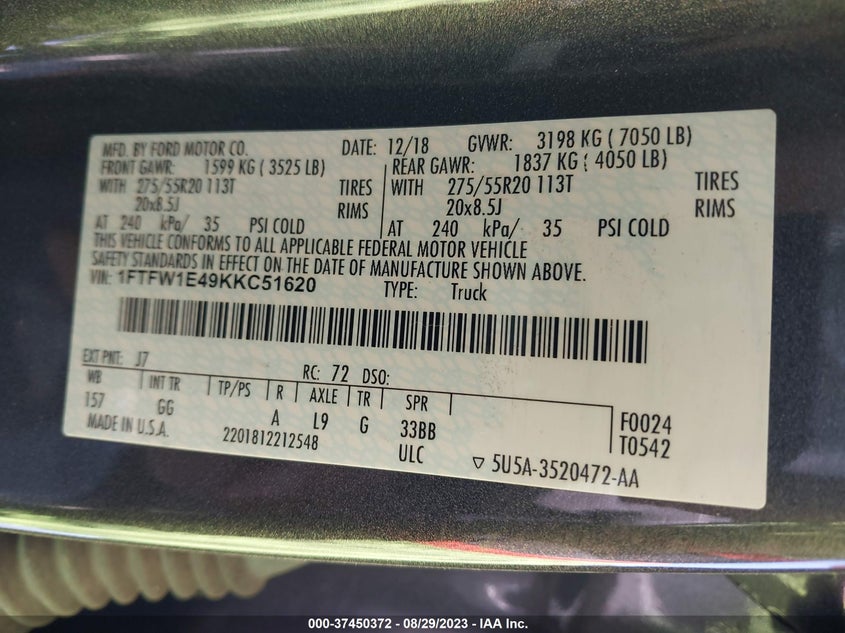 MFD. BY FORD MOTOR CO. DATE: 12/18 GVWR: 3198 KG ( 7050 LB)
FRONT GAWR: 1599 KG ( 3525 LB) REAR GAWR: 1837 KG ( 4050 LB)
WITH 275/55R20 113T TIRES WITH 275/55R20 113T TIRES
20x8.5J RIMS 20x8.5J RIMS
AT 240 kPa/ 35 PSI COLD AT 240 kPa/ 35 PSI COLD
THIS VEHICLE CONFORMS TO ALL APPLICABLE FEDERAL MOTOR VEHICLE
SAFETY STANDARDS IN EFFECT ON THE DATE OF MANUFACTURE SHOWN ABOVE.
VIN: 1FTFW1E49KKC51620 TYPE: Truck
EXT PNT: J7 RC: 72 DSO:
WB INT TR TP/PS R AXLE TR SPR
157 GG A L9 G 33BB F0024
MADE IN U.S.A. 2201812212548 ULC T0542
▽ 5U5A-3520472-AA
000-37450372 - 08/29/2023 - IAA Inc.